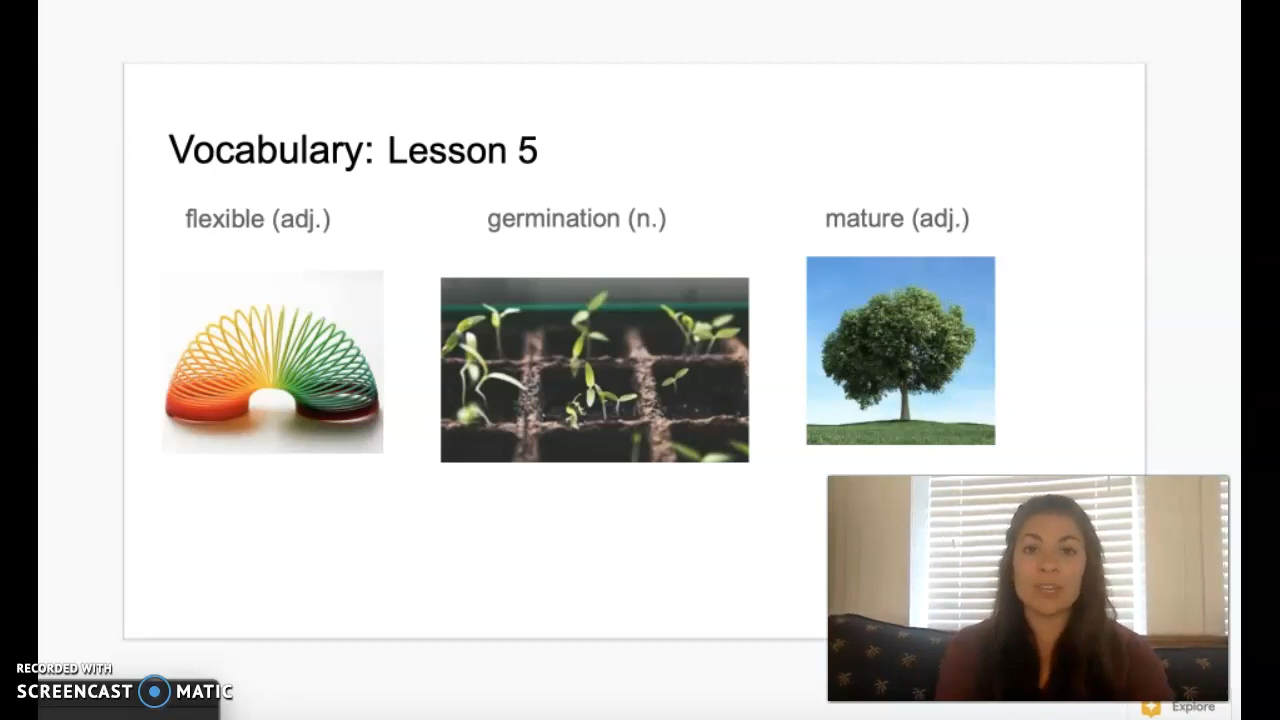 Vocabulary: Lesson 5
flexible (adj.)
germination (n.)
mature (adj.)
RECORDED WITH
SCREENCAST MATIC
Explore